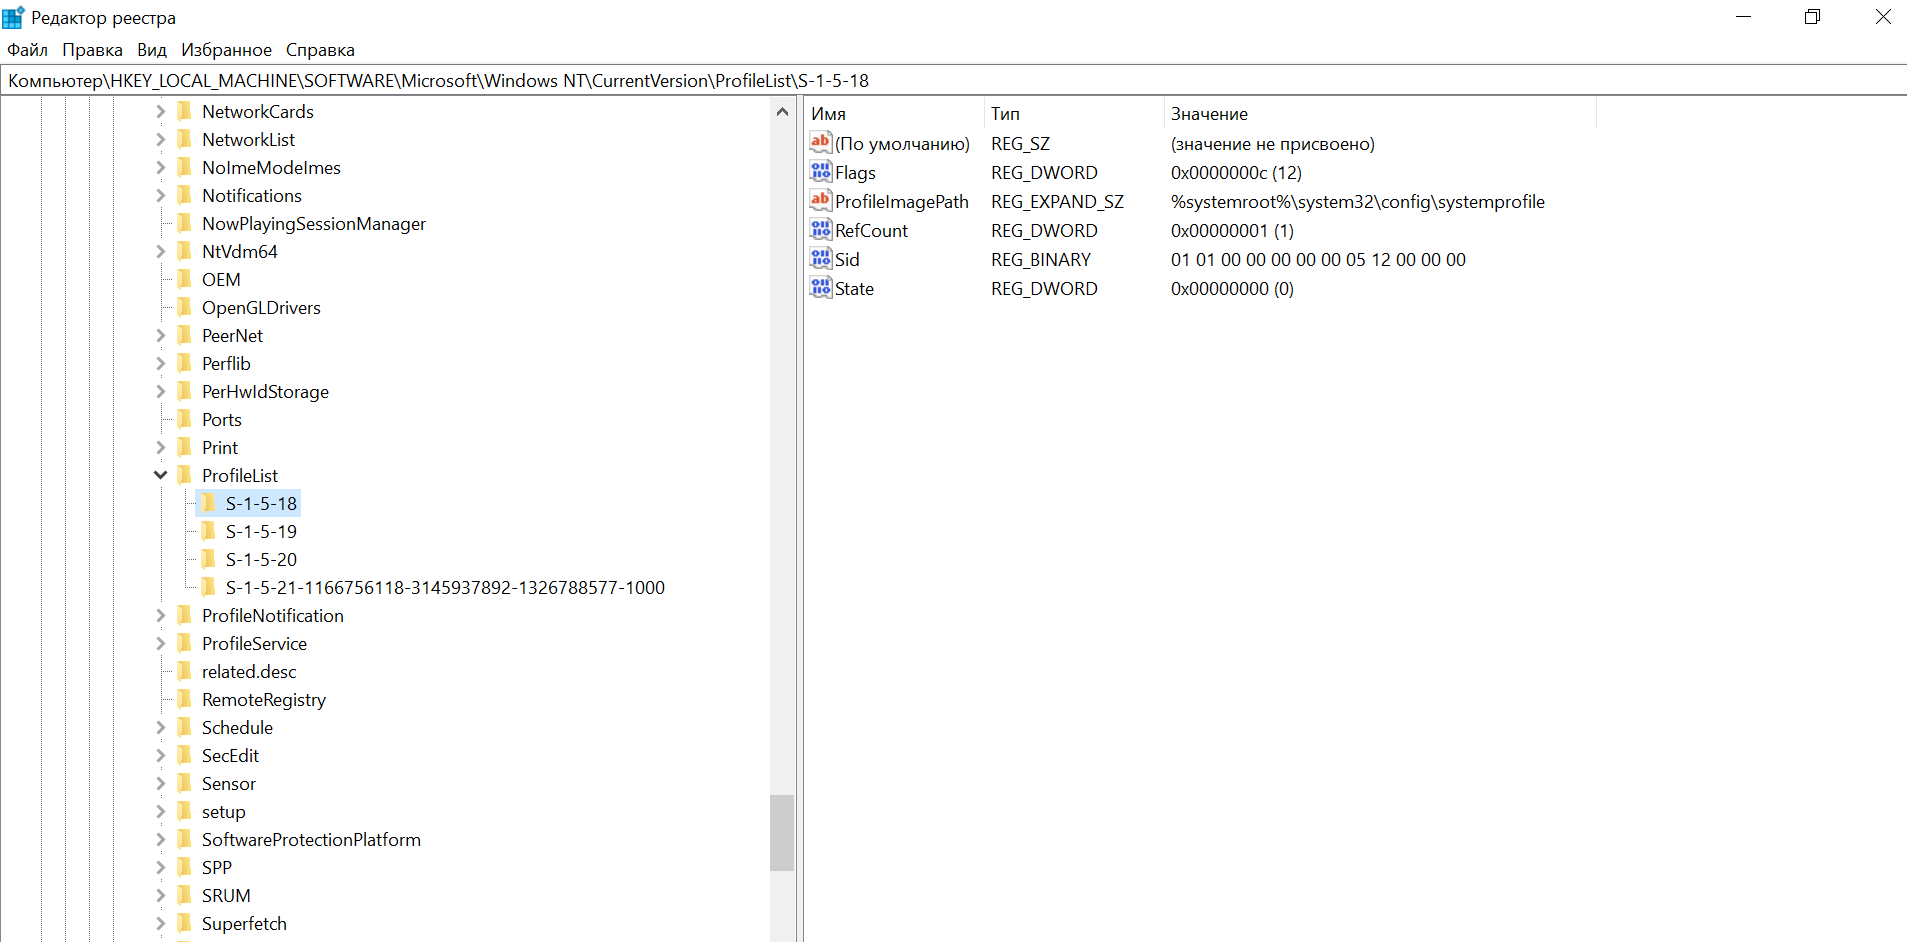 Редактор реестра
Файл Правка Вид Избранное Справка
Компьютер\HKEY_LOCAL_MACHINE\SOFTWARE\Microsoft\Windows NT\CurrentVersion\ProfileList\S-1-5-18
NetworkCards
NetworkList
NoImeModeImes
Notifications
NowPlayingSessionManager
NtVdm64
OEM
OpenGLDrivers
PeerNet
Perflib
PerHwIdStorage
Ports
Print
ProfileList
S-1-5-18
S-1-5-19
S-1-5-20
S-1-5-21-1166756118-3145937892-1326788577-1000
ProfileNotification
ProfileService
related.desc
RemoteRegistry
Schedule
SecEdit
Sensor
setup
SoftwareProtectionPlatform
SPP
SRUM
Superfetch
Имя Тип Значение
(По умолчанию) REG_SZ (значение не присвоено)
Flags REG_DWORD 0x0000000c (12)
ProfileImagePath REG_EXPAND_SZ %systemroot%\system32\config\systemprofile
RefCount REG_DWORD 0x00000001 (1)
Sid REG_BINARY 01 01 00 00 00 00 00 05 12 00 00 00
State REG_DWORD 0x00000000 (0)